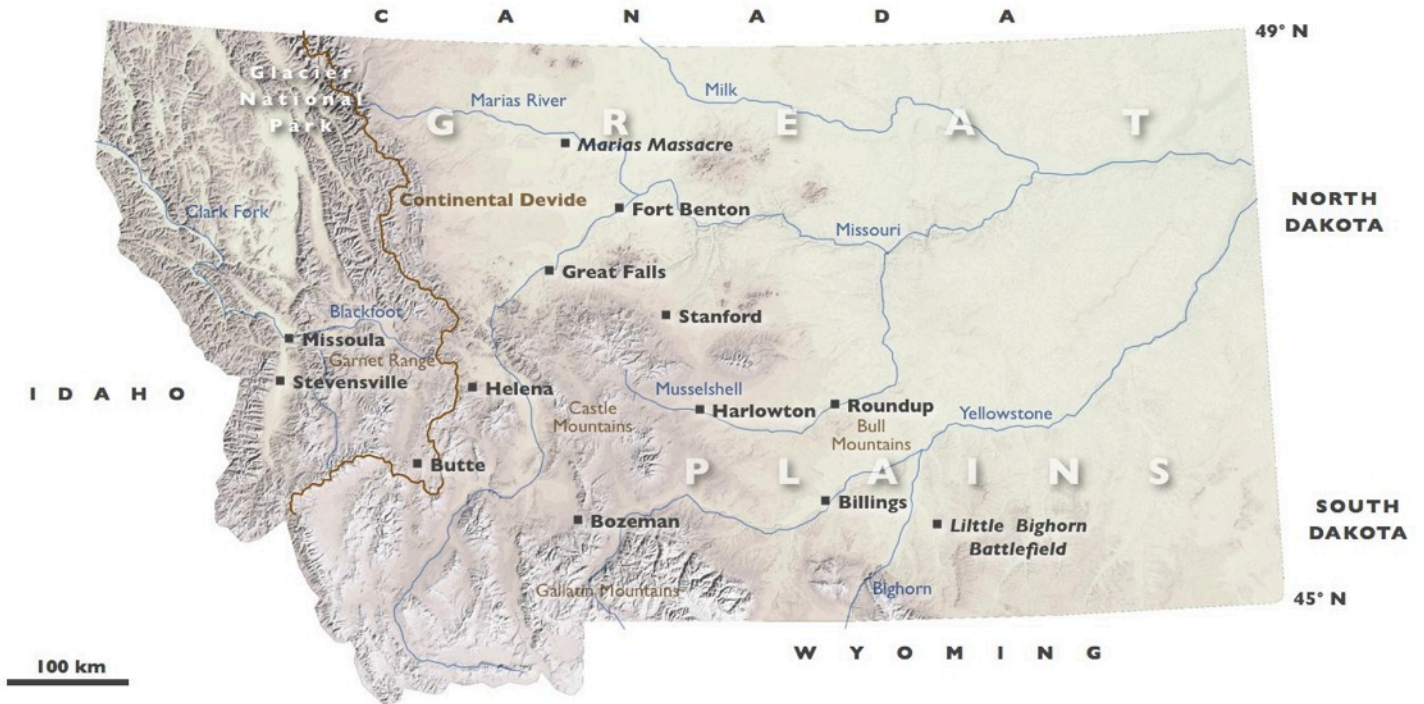 C A N A D A
49° N
Glacier
National
Park
Milk
Marias River
G R E A T
Marias Massacre
Continental Devide
NORTH
DAKOTA
Clark Fork
Fort Benton
Missouri
Great Falls
Blackfoot
Stanford
Missoula
Garnet Range
Stevensville
I D A H O
Helena
Musselshell
Castle
Mountains
Harlowton
Roundup
Yellowstone
Bull
Mountains
Butte
P L A I N S
Billings
SOUTH
DAKOTA
Bozeman
Lilttle Bighorn
Battlefield
Gallatin Mountains
Bighorn
45° N
W Y O M I N G
100 km